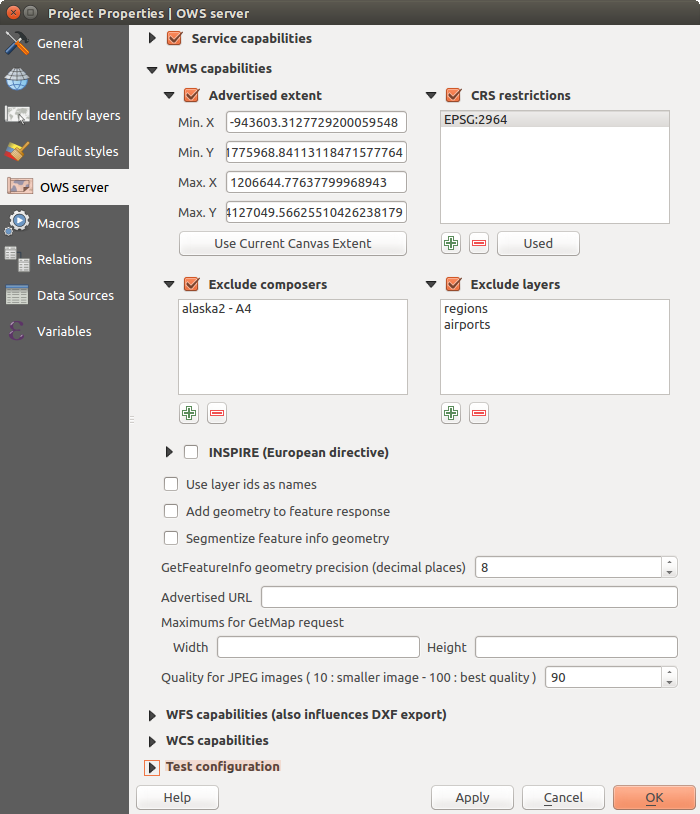 Project Properties | OWS server
General
CRS
Identify layers
Default styles
OWS server
Macros
Relations
Data Sources
Variables
Service capabilities
WMS capabilities
Advertised extent
Min. X -943603.3127729200059548
Min. Y 1775968.84113118471577764
Max. X 1206644.77637799968943
Max. Y 4127049.56625510426238179
Use Current Canvas Extent
CRS restrictions
EPSG:2964
Used
Exclude composers
alaska2 - A4
Exclude layers
regions
airports
INSPIRE (European directive)
Use layer ids as names
Add geometry to feature response
Segmentize feature info geometry
GetFeatureInfo geometry precision (decimal places) 8
Advertised URL
Maximums for GetMap request
Width Height
Quality for JPEG images ( 10 : smaller image - 100 : best quality ) 90
WFS capabilities (also influences DXF export)
WCS capabilities
Test configuration
Help Apply Cancel OK